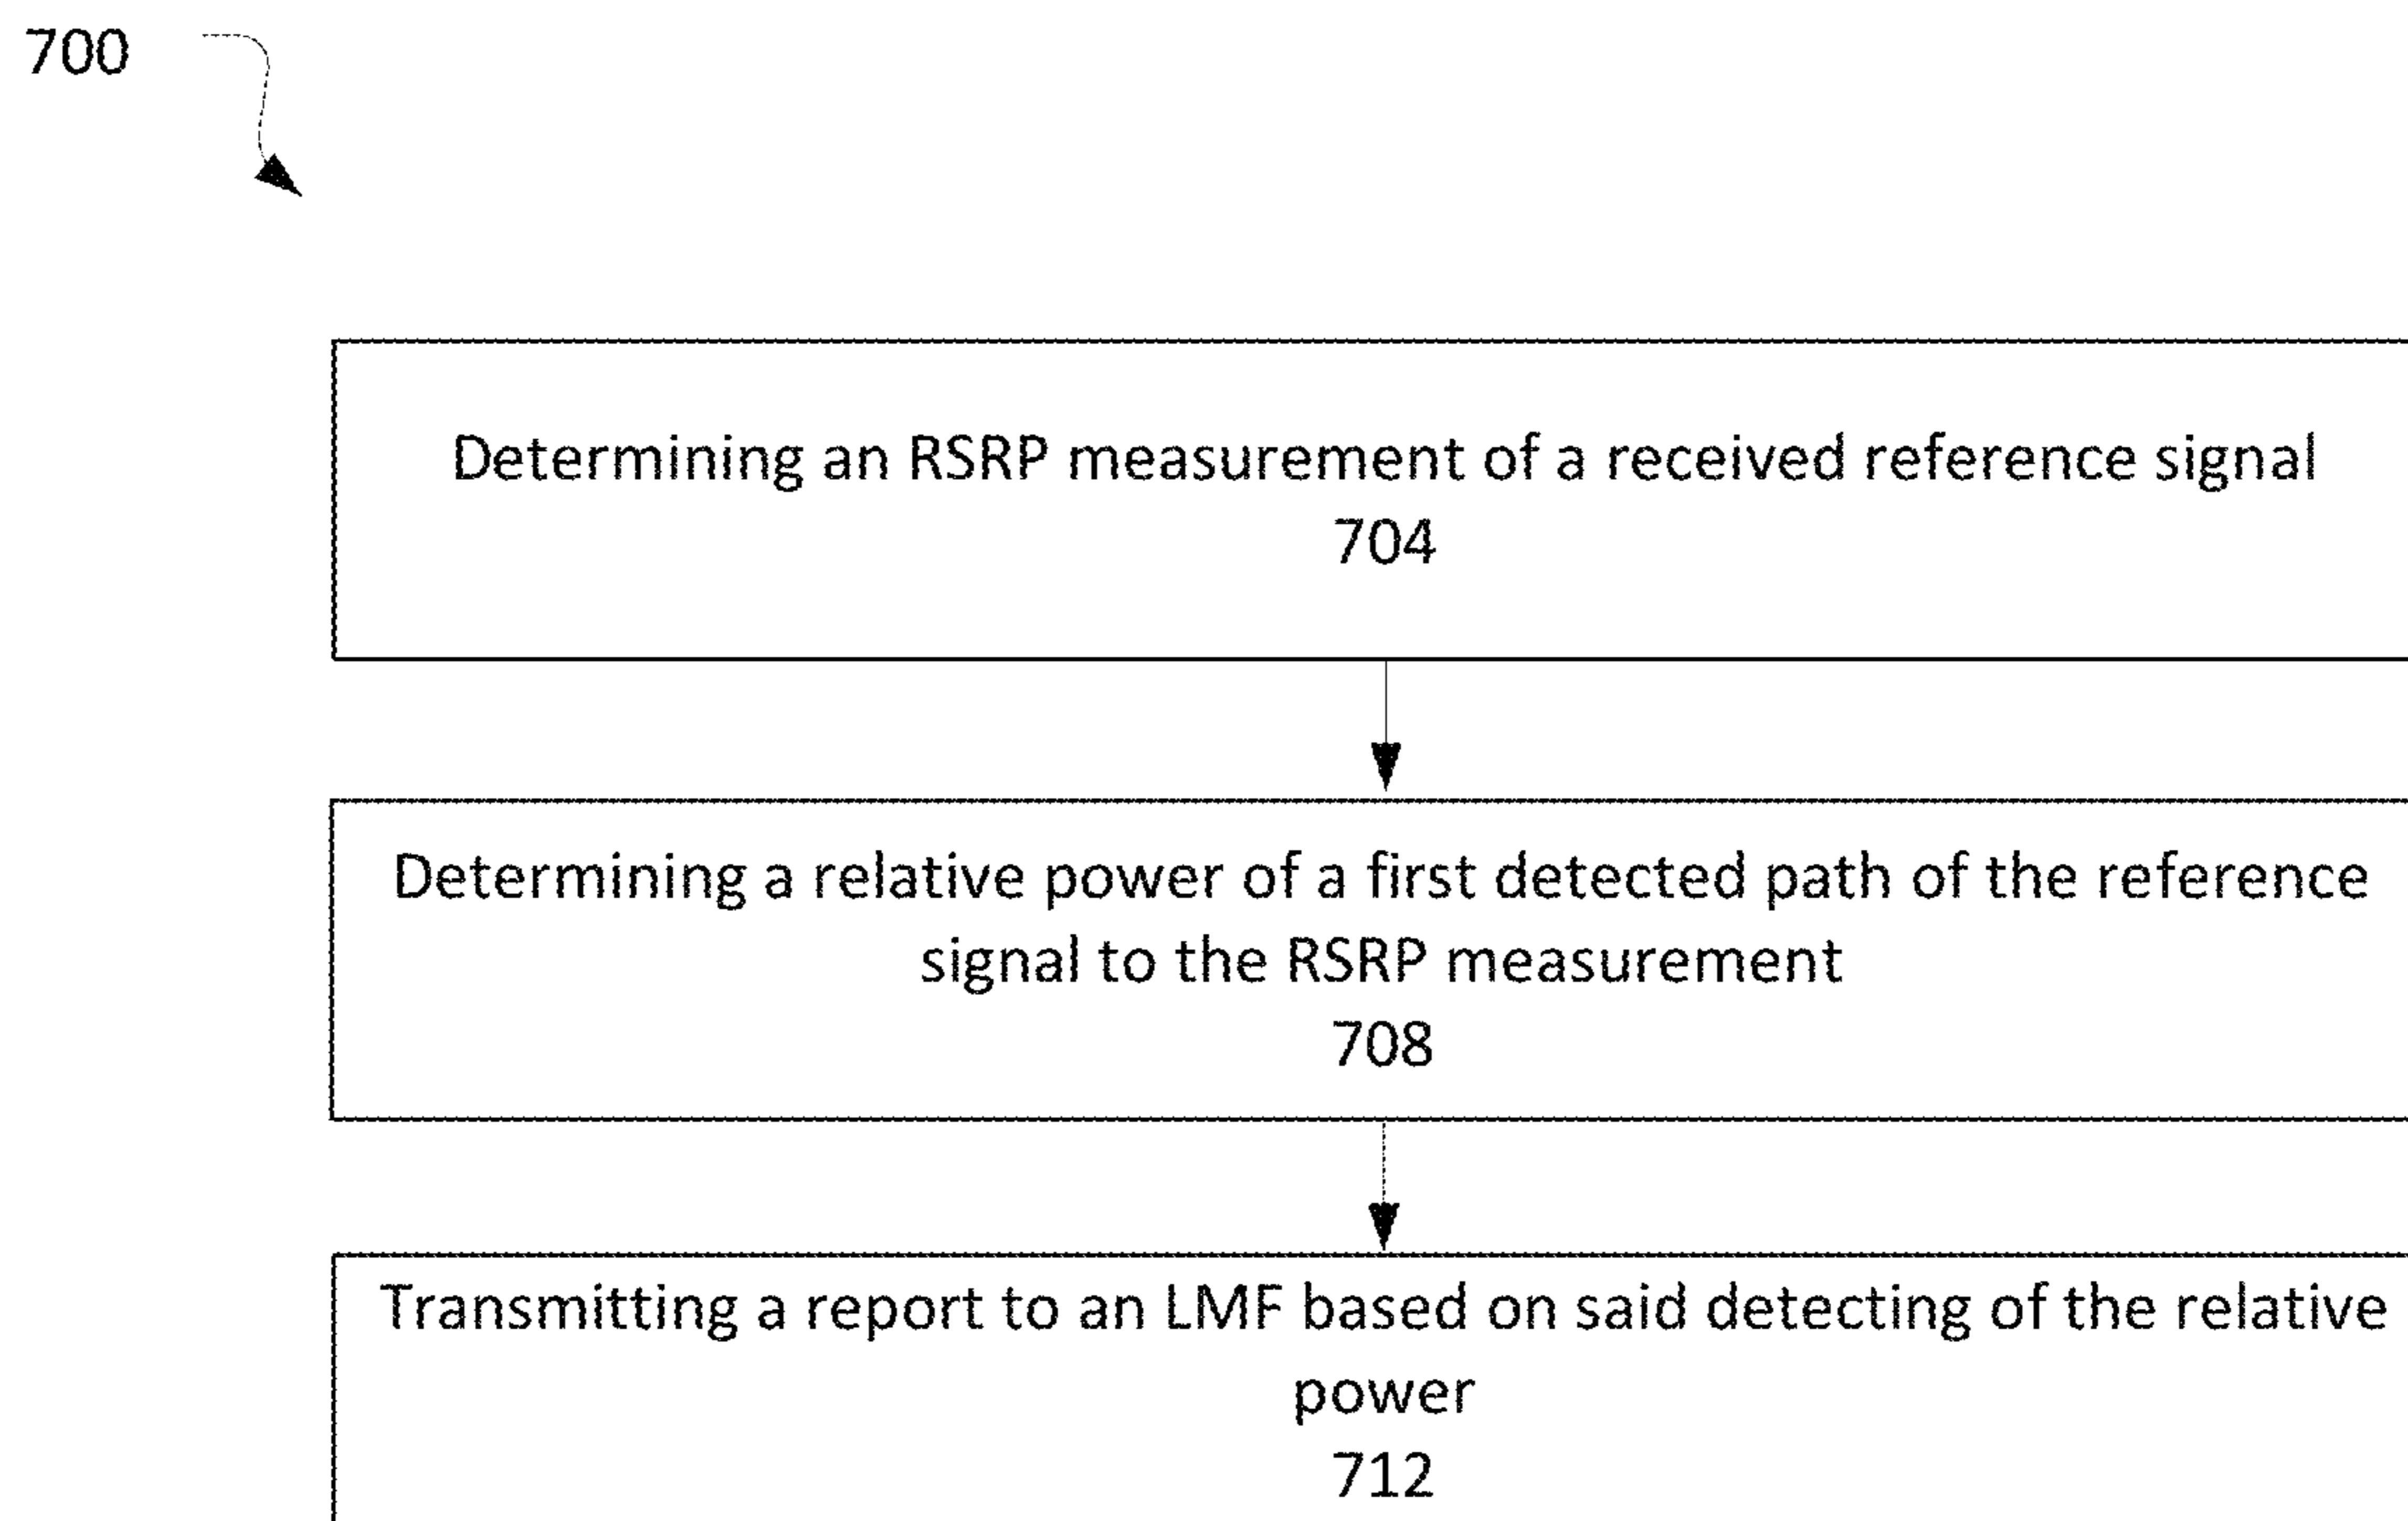 700
Determining an RSRP measurement of a received reference signal
704
Determining a relative power of a first detected path of the reference
signal to the RSRP measurement
708
Transmitting a report to an LMF based on said detecting of the relative
power
712